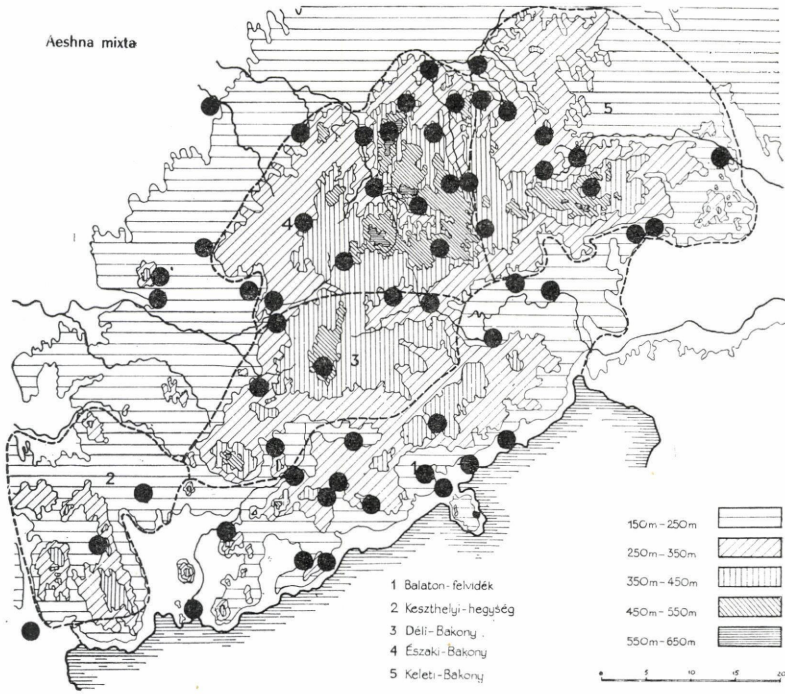 Aeshna mixta
5
4
3
2
1
150m-250m
250m-350m
350m-450m
450m-550m
550m-650m
1 Balaton-felvidék
2 Keszthelyi-hegység
3 Déli-Bakony
4 Északi-Bakony
5 Keleti-Bakony
0 5 10 15 20